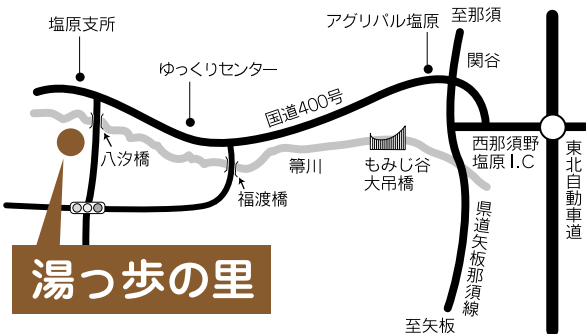 塩原支所
ゆっくりセンター
アグリパル塩原
至那須
関谷
国道400号
八汐橋
福渡橋
箒川
もみじ谷
大吊橋
西那須野
塩原I.C
東北自動車道
県道矢板那須線
至矢板
湯っ歩の里